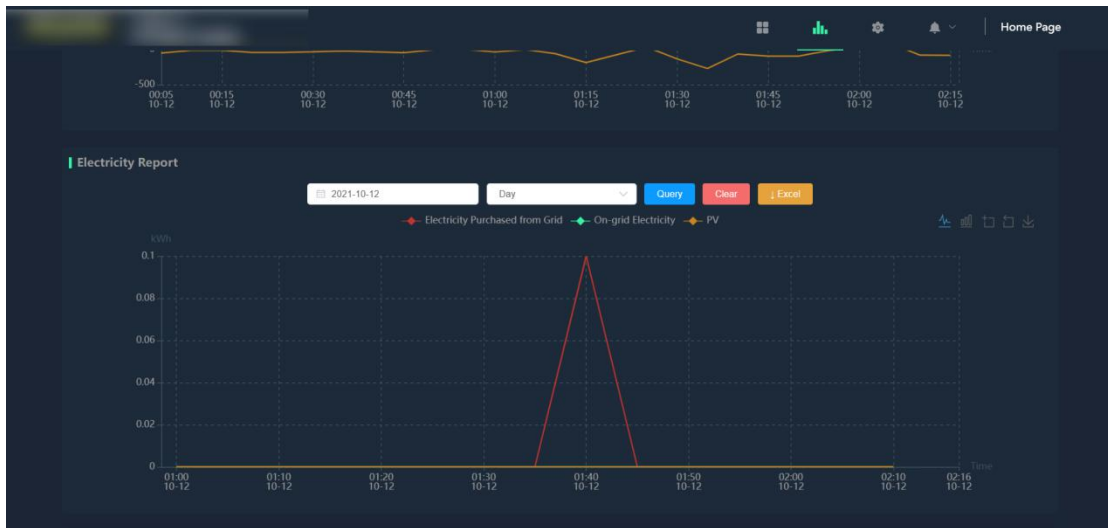 Home Page
-500
00:05 00:15 00:30 00:45 01:00 01:15 01:30 01:45 02:00 02:15
10-12 10-12 10-12 10-12 10-12 10-12 10-12 10-12 10-12 10-12
Electricity Report
2021-10-12 Day Query Clear ↓ Excel
Electricity Purchased from Grid On-grid Electricity PV
kWh
0.1
0.08
0.06
0.04
0.02
0 Time
01:00 01:10 01:20 01:30 01:40 01:50 02:00 02:10 02:16
10-12 10-12 10-12 10-12 10-12 10-12 10-12 10-12 10-12